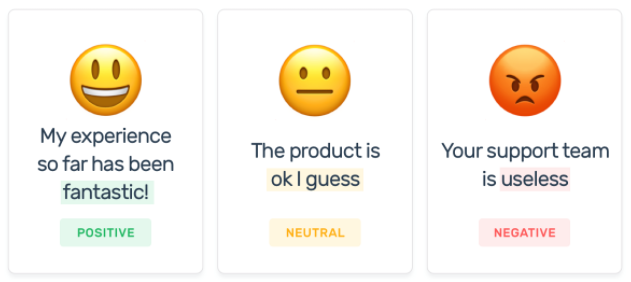 My experience
so far has been
fantastic!
POSITIVE
The product is
ok I guess
NEUTRAL
Your support team
is useless
NEGATIVE